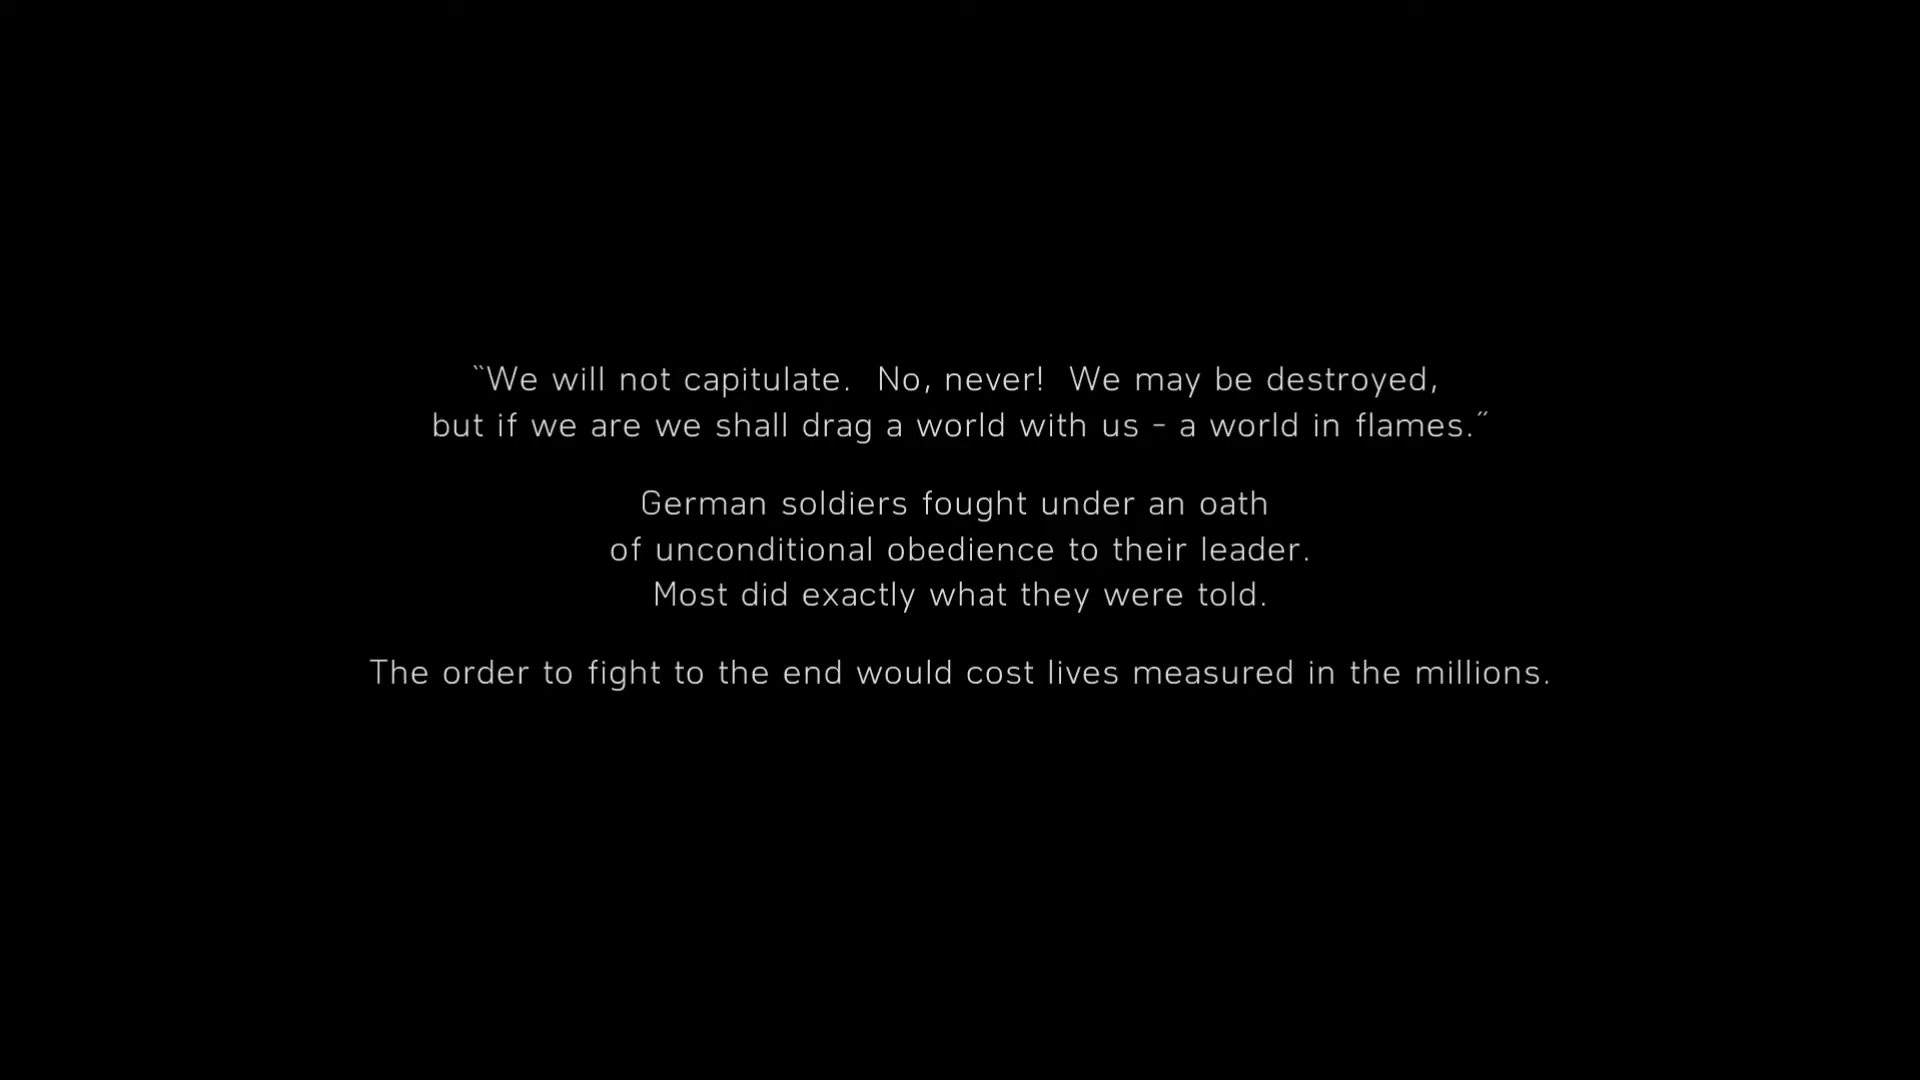 “We will not capitulate.  No, never!  We may be destroyed,
but if we are we shall drag a world with us - a world in flames.”
German soldiers fought under an oath
of unconditional obedience to their leader.
Most did exactly what they were told.
The order to fight to the end would cost lives measured in the millions.